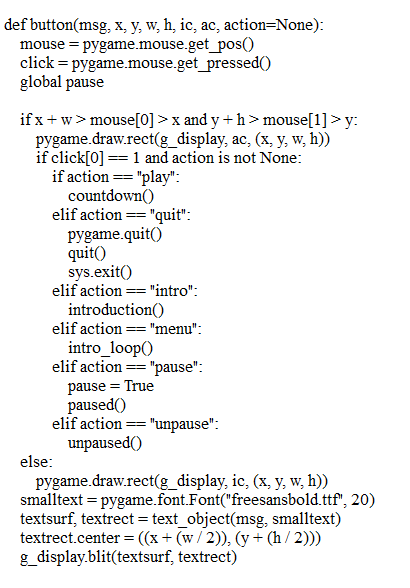 def button(msg, x, y, w, h, ic, ac, action=None):
    mouse = pygame.mouse.get_pos()
    click = pygame.mouse.get_pressed()
    global pause

    if x + w > mouse[0] > x and y + h > mouse[1] > y:
        pygame.draw.rect(g_display, ac, (x, y, w, h))
        if click[0] == 1 and action is not None:
            if action == "play":
                countdown()
            elif action == "quit":
                pygame.quit()
                quit()
                sys.exit()
            elif action == "intro":
                introduction()
            elif action == "menu":
                intro_loop()
            elif action == "pause":
                pause = True
                paused()
            elif action == "unpause":
                unpaused()
    else:
        pygame.draw.rect(g_display, ic, (x, y, w, h))
    smalltext = pygame.font.Font("freesansbold.ttf", 20)
    textsurf, textrect = text_object(msg, smalltext)
    textrect.center = ((x + (w / 2)), (y + (h / 2)))
    g_display.blit(textsurf, textrect)